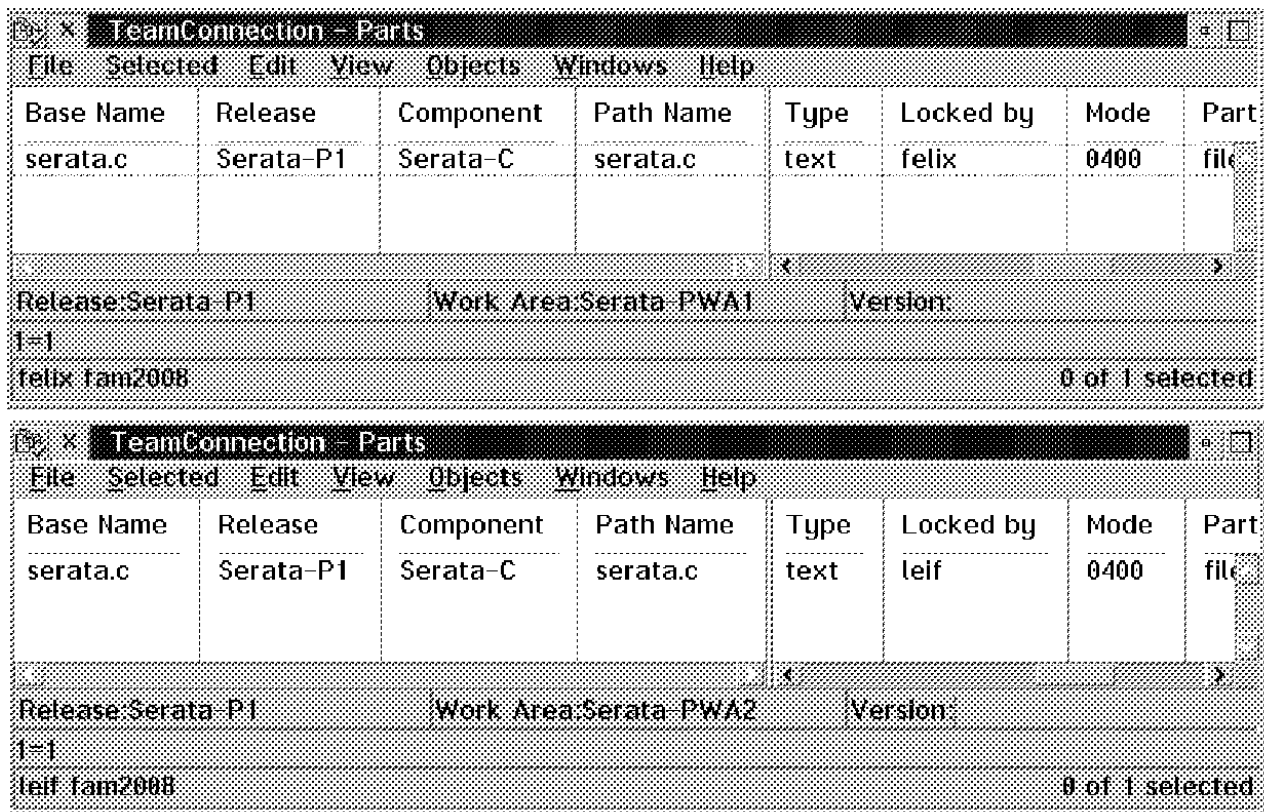 TeamConnection - Parts
File Selected Edit View Objects Windows Help
Base Name Release Component Path Name Type Locked by Mode Part
serata.c Serata-P1 Serata-C serata.c text felix 0400 file
Release:Serata-P1 Work Area:Serata-PWA1 Version:
1=1
felix fam2008 0 of 1 selected
TeamConnection - Parts
File Selected Edit View Objects Windows Help
Base Name Release Component Path Name Type Locked by Mode Part
serata.c Serata-P1 Serata-C serata.c text leif 0400 file
Release:Serata-P1 Work Area:Serata-PWA2 Version:
1=1
leif fam2008 0 of 1 selected